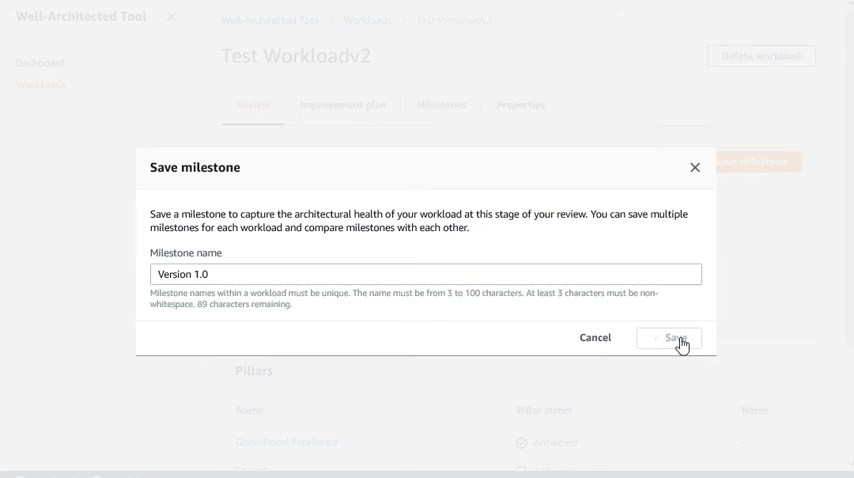 Well-Architected Tool
Well-Architected Tool > Workloads > Test Workloadv2
Test Workloadv2
Delete workload
Dashboard
Workloads
Review
Improvement plan
Milestones
Properties
Save milestone
Save milestone
Save a milestone to capture the architectural health of your workload at this stage of your review. You can save multiple
milestones for each workload and compare milestones with each other.
Milestone name
Version 1.0
Milestone names within a workload must be unique. The name must be from 3 to 100 characters. At least 3 characters must be non-
whitespace. 89 characters remaining.
Cancel
Save
Pillars
Name
Pillar status
Notes
Operational Excellence
Answered
-